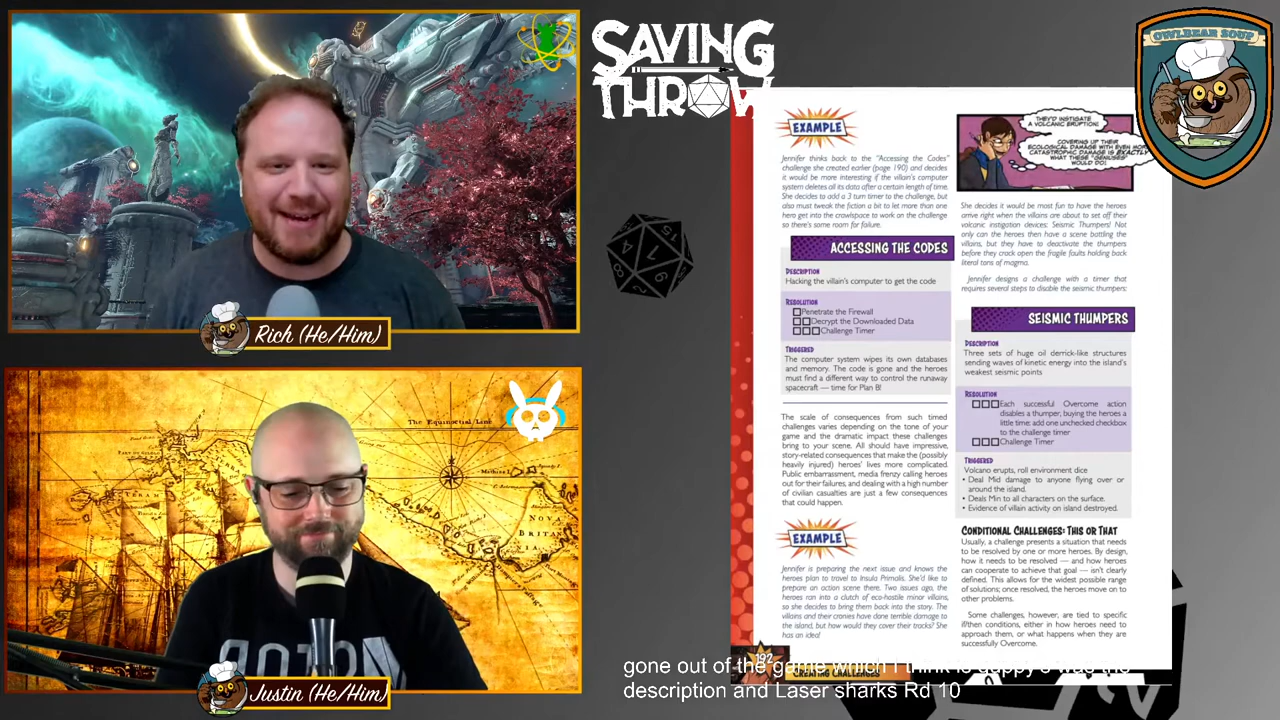 SAVING
THROW
OWLBEAR SOUP
Rich (He/Him)
Justin (He/Him)
The Equinoctial Line
EXAMPLE
Jennifer thinks back to the "Accessing the Codes"
challenge she created earlier (page 190) and decides
it would be more interesting if the villain's computer
system deletes all its data after a certain length of time.
She decides to add a 3 turn timer to the challenge, but
also must tweak the fiction a bit to let more than one
hero get into the crawlspace to work on the challenge
so there's some room for failure.
ACCESSING THE CODES
DESCRIPTION
Hacking the villain's computer to get the code
RESOLUTION
Penetrate the Firewall
Decrypt the Downloaded Data
Challenge Timer
TRIGGERED
The computer system wipes its own databases
and memory. The code is gone and the heroes
must find a different way to control the runaway
spacecraft — time for Plan B!
The scale of consequences from such timed
challenges varies depending on the tone of your
game and the dramatic impact these challenges
bring to your scene. All should have impressive,
story-related consequences that make the (possibly
heavily injured) heroes' lives more complicated.
Public embarrassment, media frenzy calling heroes
out for their failures, and dealing with a high number
of civilian casualties are just a few consequences
that could happen.
EXAMPLE
Jennifer is preparing the next issue and knows the
heroes plan to travel to Insula Primalis. She'd like to
prepare an action scene there. Two issues ago, the
heroes ran into a clutch of eco-hostile minor villains,
so she decides to bring them back into the story. The
villains and their cronies have done terrible damage to
the island, but how would they cover their tracks? She
has an idea!
192
CREATING CHALLENGES
THEY'D INSTIGATE
A VOLCANIC ERUPTION!
COVERING UP THEIR
ECOLOGICAL DAMAGE WITH EVEN MORE
CATASTROPHIC DAMAGE IS EXACTLY
WHAT THESE "GENIUSES"
WOULD DO!
She decides it would be most fun to have the heroes
arrive right when the villains are about to set off their
volcanic instigation devices: Seismic Thumpers! Not
only can the heroes then have a scene battling the
villains, but they have to deactivate the thumpers
before they crack open the fragile faults holding back
literal tons of magma.
Jennifer designs a challenge with a timer that
requires several steps to disable the seismic thumpers:
SEISMIC THUMPERS
DESCRIPTION
Three sets of huge oil derrick-like structures
sending waves of kinetic energy into the island's
weakest seismic points
RESOLUTION
Each successful Overcome action
disables a thumper, buying the heroes a
little time: add one unchecked checkbox
to the challenge timer
Challenge Timer
TRIGGERED
Volcano erupts, roll environment dice
• Deal Mid damage to anyone flying over or
around the island.
• Deals Min to all characters on the surface.
• Evidence of villain activity on island destroyed.
CONDITIONAL CHALLENGES: THIS OR THAT
Usually, a challenge presents a situation that needs
to be resolved by one or more heroes. By design,
how it needs to be resolved — and how heroes
can cooperate to achieve that goal — isn't clearly
defined. This allows for the widest possible range
of solutions; once resolved, the heroes move on to
other problems.
Some challenges, however, are tied to specific
if/then conditions, either in how heroes need to
approach them, or what happens when they are
successfully Overcome.
gone out of the game which I think is gappy's was the
description and Laser sharks Rd 10